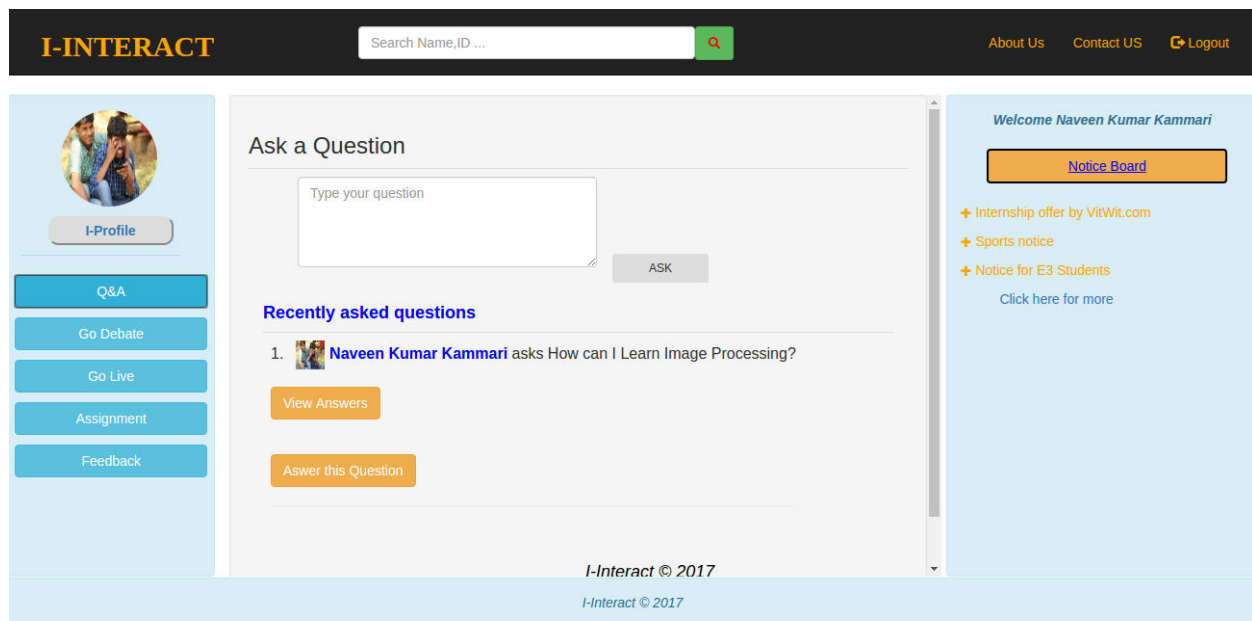 I-INTERACT
Search Name,ID ...
About Us
Contact US
Logout
I-Profile
Q&A
Go Debate
Go Live
Assignment
Feedback
Ask a Question
Type your question
ASK
Recently asked questions
1. Naveen Kumar Kammari asks How can I Learn Image Processing?
View Answers
Aswer this Question
I-Interact © 2017
Welcome Naveen Kumar Kammari
Notice Board
Internship offer by VitWit.com
Sports notice
Notice for E3 Students
Click here for more
I-Interact © 2017